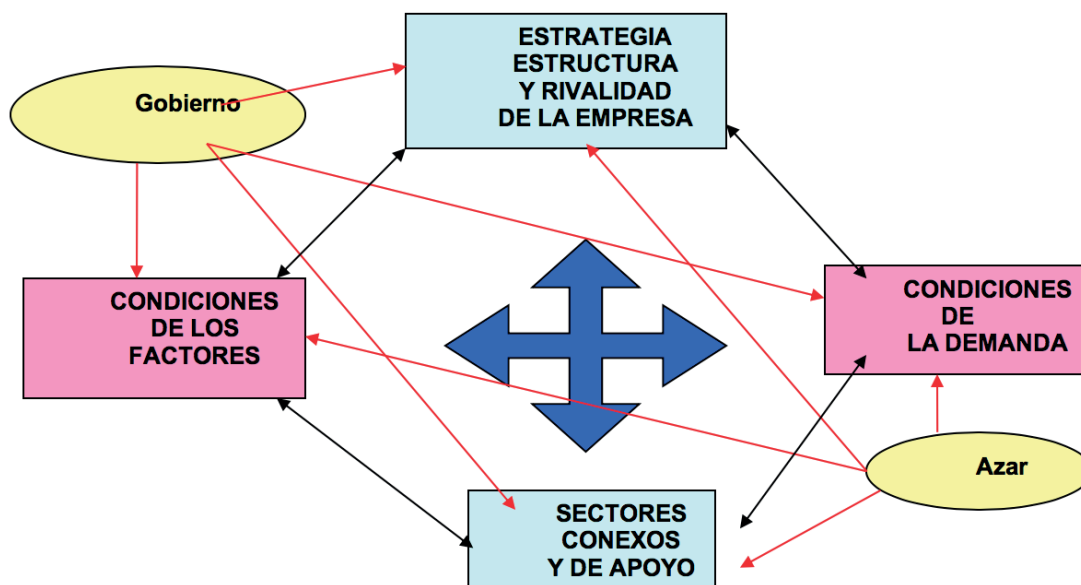 ESTRATEGIA
ESTRUCTURA
Y RIVALIDAD
DE LA EMPRESA
Gobierno
CONDICIONES
DE LOS
FACTORES
CONDICIONES
DE
LA DEMANDA
Azar
SECTORES
CONEXOS
Y DE APOYO